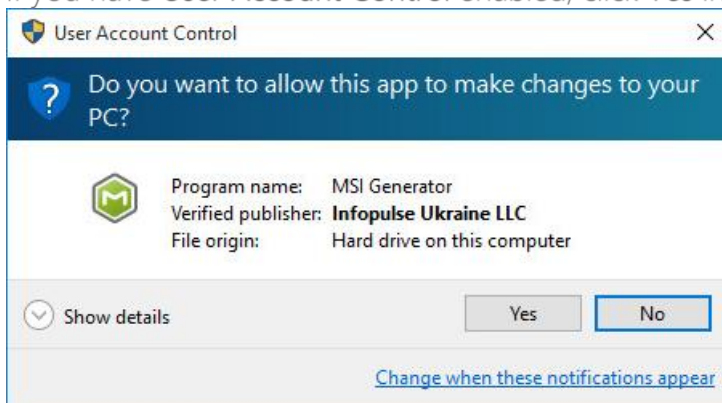 If you have User Account Control enabled, click Yes i
User Account Control
Do you want to allow this app to make changes to your
PC?
Program name: MSI Generator
Verified publisher: Infopulse Ukraine LLC
File origin: Hard drive on this computer
Show details
Yes
No
Change when these notifications appear